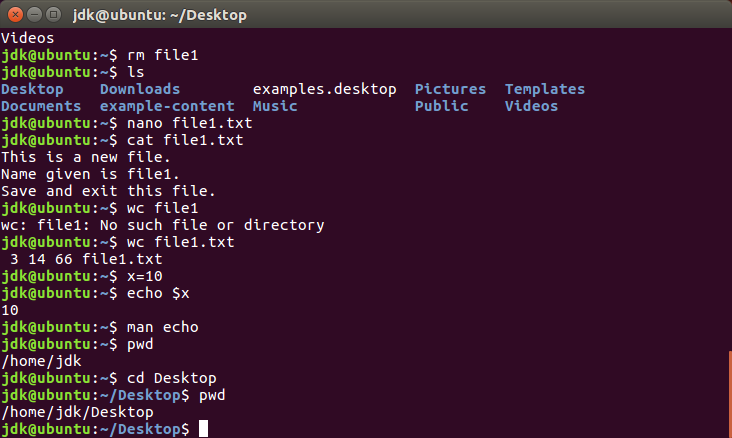 jdk@ubuntu: ~/Desktop
Videos
jdk@ubuntu:~$ rm file1
jdk@ubuntu:~$ ls
Desktop    Downloads        examples.desktop  Pictures  Templates
Documents  example-content  Music             Public    Videos
jdk@ubuntu:~$ nano file1.txt
jdk@ubuntu:~$ cat file1.txt
This is a new file.
Name given is file1.
Save and exit this file.
jdk@ubuntu:~$ wc file1
wc: file1: No such file or directory
jdk@ubuntu:~$ wc file1.txt
 3 14 66 file1.txt
jdk@ubuntu:~$ x=10
jdk@ubuntu:~$ echo $x
10
jdk@ubuntu:~$ man echo
jdk@ubuntu:~$ pwd
/home/jdk
jdk@ubuntu:~$ cd Desktop
jdk@ubuntu:~/Desktop$ pwd
/home/jdk/Desktop
jdk@ubuntu:~/Desktop$